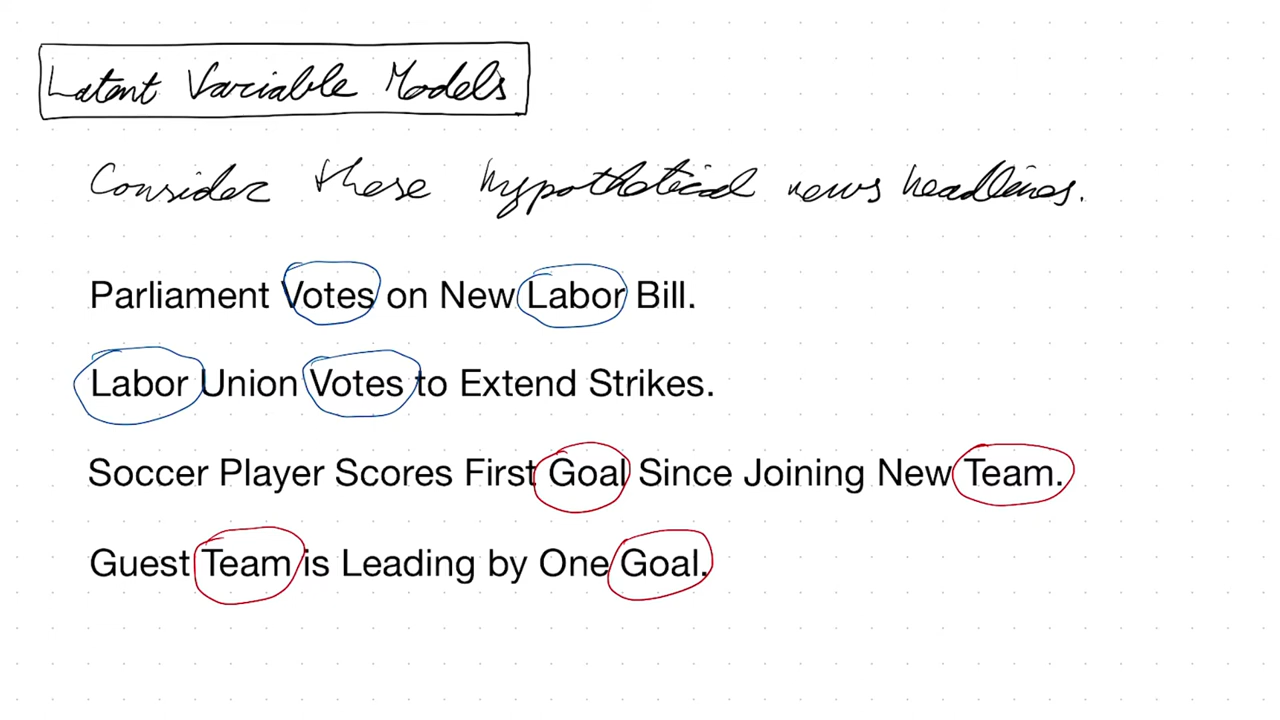 Latent Variable Models
Consider these hypothetical news headlines.
Parliament Votes on New Labor Bill.
Labor Union Votes to Extend Strikes.
Soccer Player Scores First Goal Since Joining New Team.
Guest Team is Leading by One Goal.